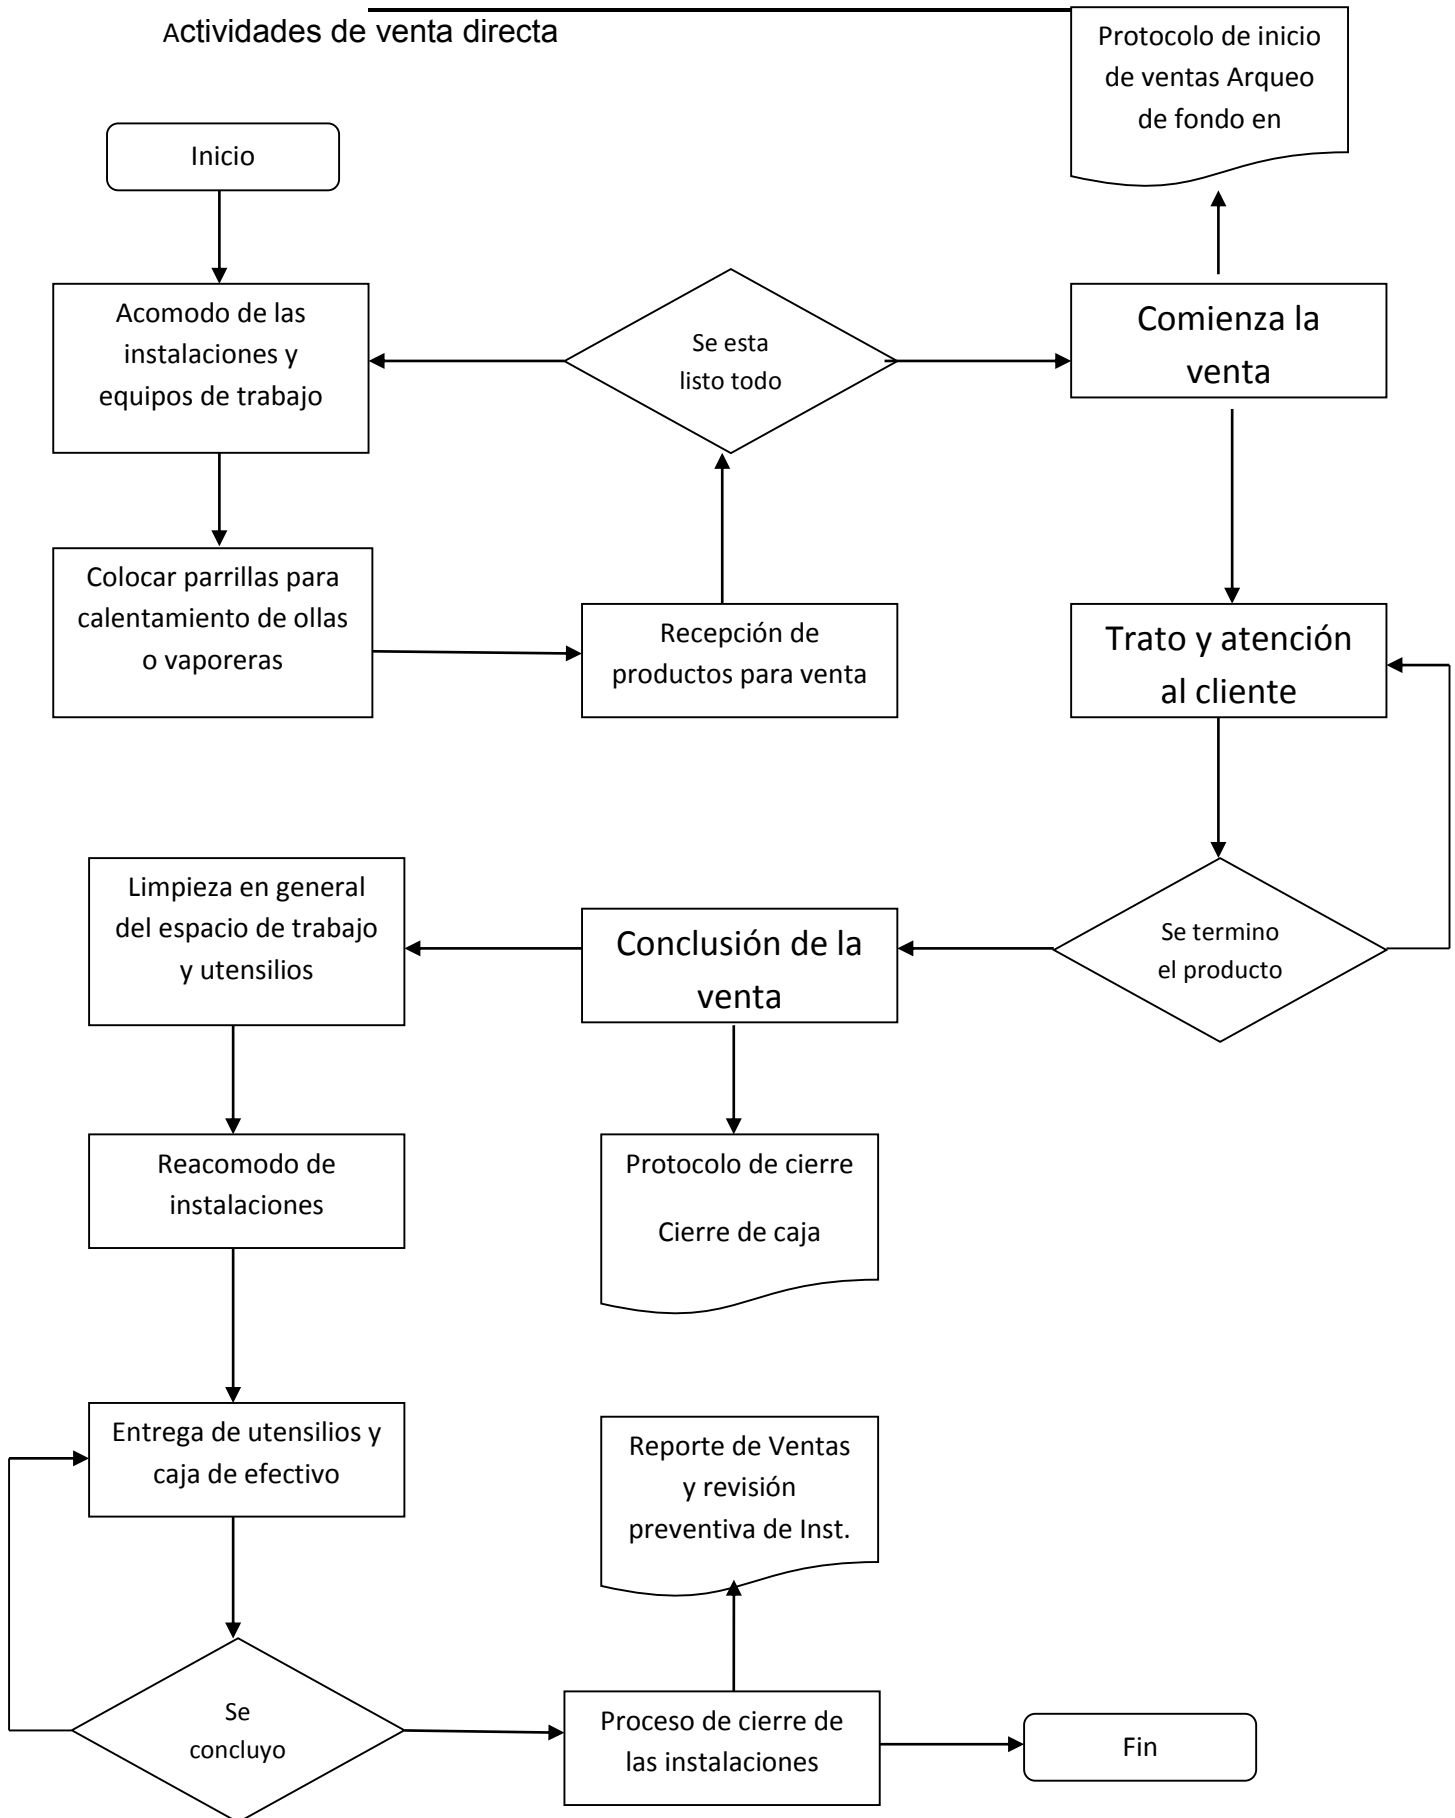 Actividades de venta directa
Protocolo de inicio
de ventas Arqueo
de fondo en
Inicio
Acomodo de las
instalaciones y
equipos de trabajo
Se esta
listo todo
Comienza la
venta
Colocar parrillas para
calentamiento de ollas
o vaporeras
Recepción de
productos para venta
Trato y atención
al cliente
Limpieza en general
del espacio de trabajo
y utensilios
Conclusión de la
venta
Se termino
el producto
Reacomodo de
instalaciones
Protocolo de cierre
Cierre de caja
Entrega de utensilios y
caja de efectivo
Reporte de Ventas
y revisión
preventiva de Inst.
Se
concluyo
Proceso de cierre de
las instalaciones
Fin